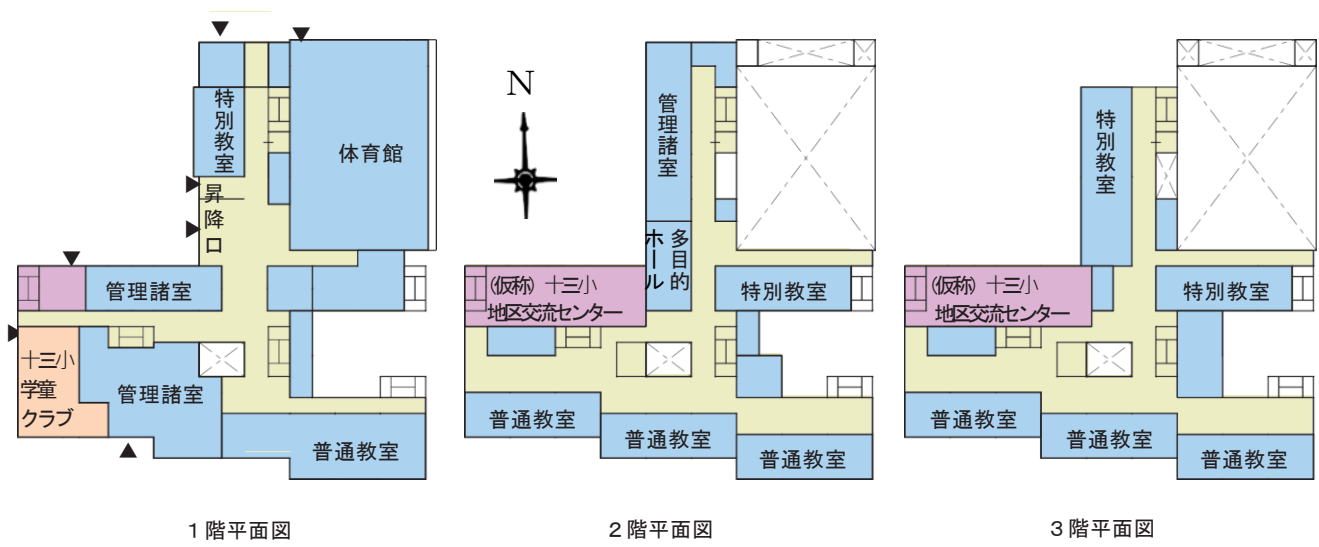 特別教室
体育館
昇降口
管理諸室
十三小
学童
クラブ
管理諸室
普通教室
1階平面図
N
管理諸室
多目的
ホール
(仮称) 十三小
地区交流センター
特別教室
普通教室
普通教室
普通教室
2階平面図
特別教室
(仮称) 十三小
地区交流センター
特別教室
普通教室
普通教室
普通教室
3階平面図